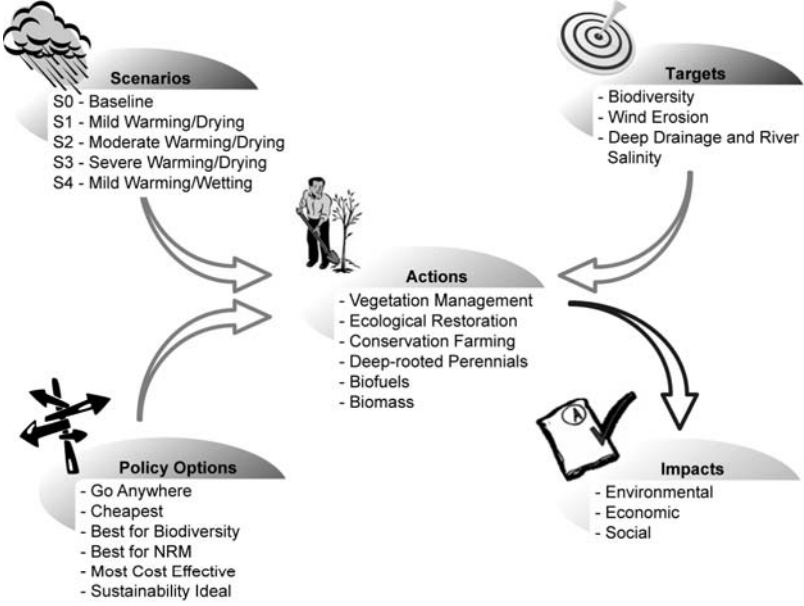 Scenarios
S0 - Baseline
S1 - Mild Warming/Drying
S2 - Moderate Warming/Drying
S3 - Severe Warming/Drying
S4 - Mild Warming/Wetting
Targets
- Biodiversity
- Wind Erosion
- Deep Drainage and River
Salinity
Actions
- Vegetation Management
- Ecological Restoration
- Conservation Farming
- Deep-rooted Perennials
- Biofuels
- Biomass
Policy Options
- Go Anywhere
- Cheapest
- Best for Biodiversity
- Best for NRM
- Most Cost Effective
- Sustainability Ideal
A
Impacts
- Environmental
- Economic
- Social